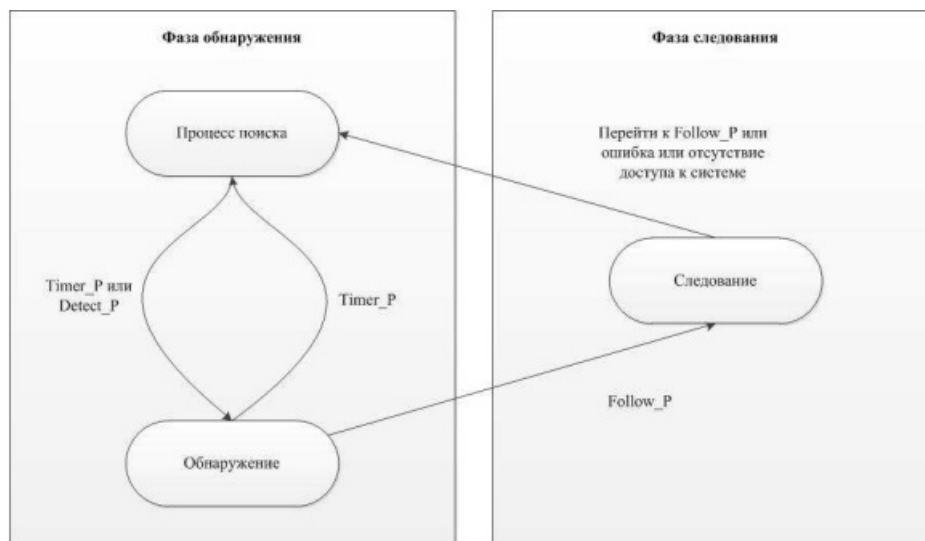 Фаза обнаружения
Процесс поиска
Timer_P или
Detect_P
Timer_P
Обнаружение
Фаза следования
Перейти к Follow_P или
ошибка или отсутствие
доступа к системе
Следование
Follow_P